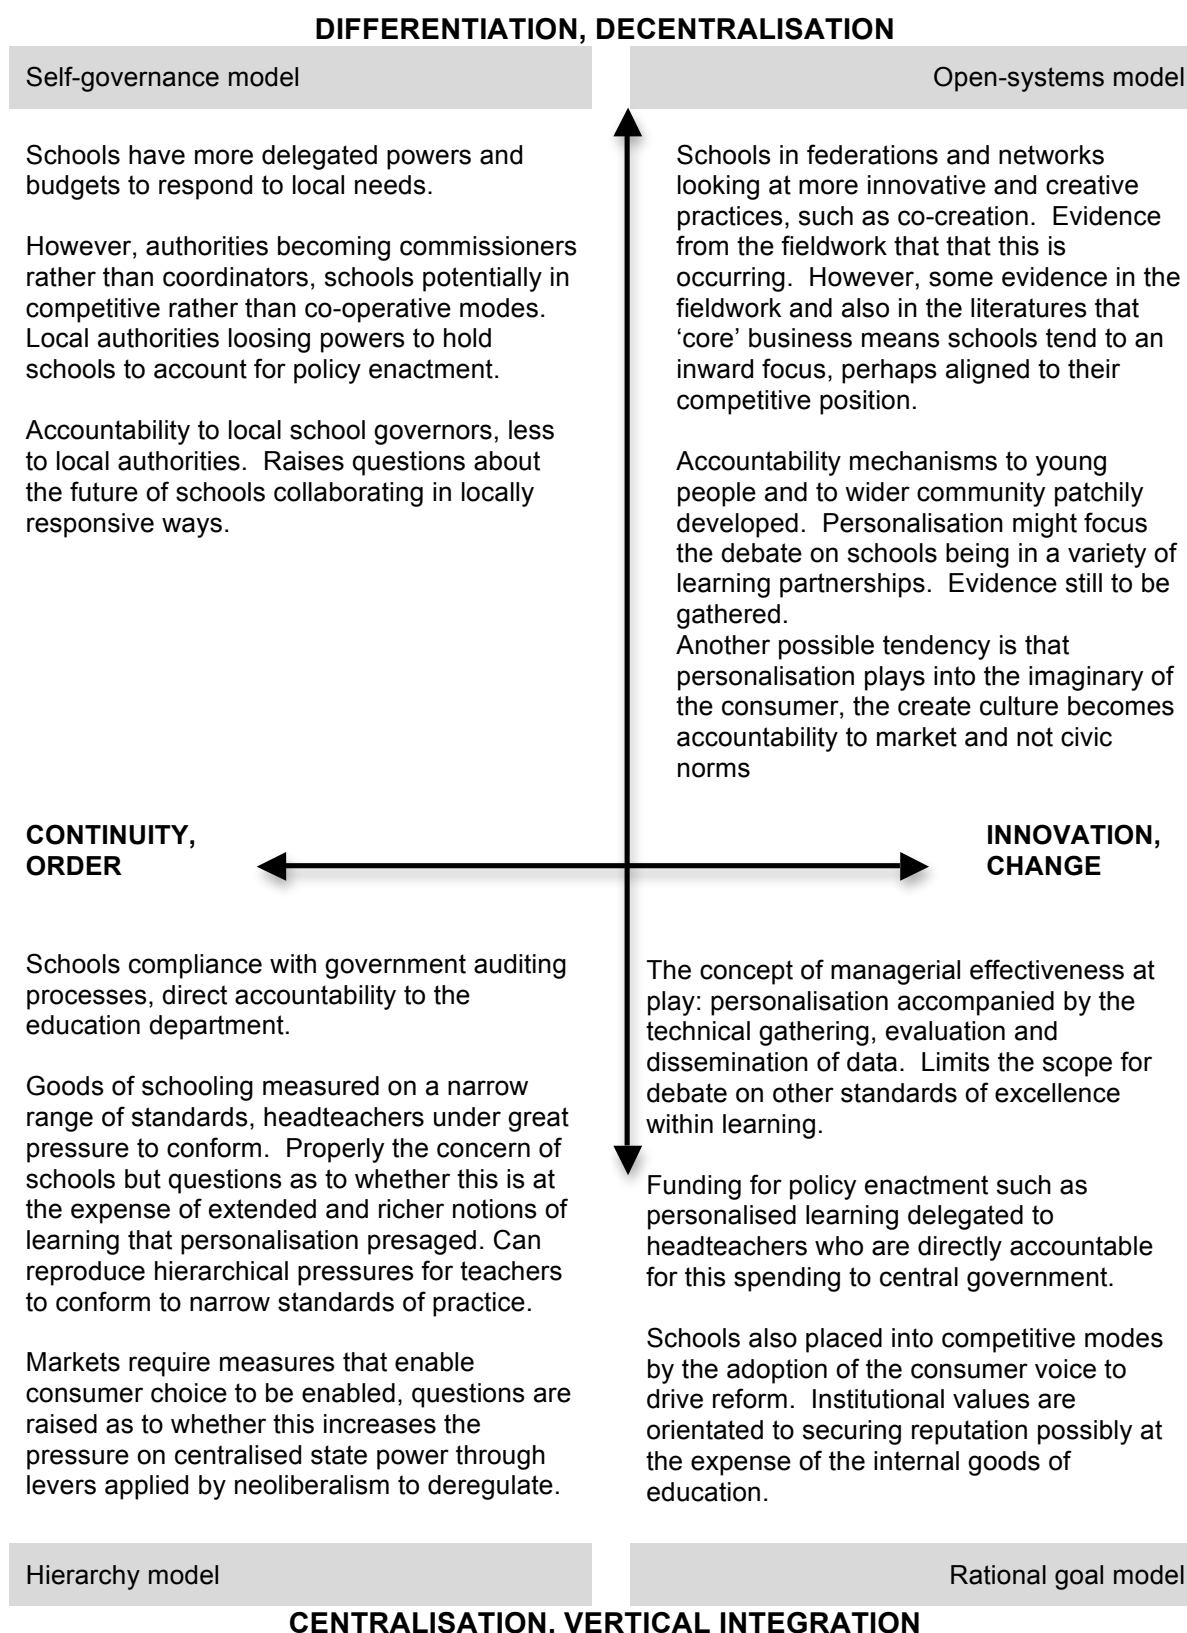 DIFFERENTIATION, DECENTRALISATION
Self-governance model
Open-systems model
Schools have more delegated powers and
budgets to respond to local needs.
However, authorities becoming commissioners
rather than coordinators, schools potentially in
competitive rather than co-operative modes.
Local authorities loosing powers to hold
schools to account for policy enactment.
Accountability to local school governors, less
to local authorities.  Raises questions about
the future of schools collaborating in locally
responsive ways.
Schools in federations and networks
looking at more innovative and creative
practices, such as co-creation.  Evidence
from the fieldwork that that this is
occurring.  However, some evidence in the
fieldwork and also in the literatures that
‘core’ business means schools tend to an
inward focus, perhaps aligned to their
competitive position.
Accountability mechanisms to young
people and to wider community patchily
developed.  Personalisation might focus
the debate on schools being in a variety of
learning partnerships.  Evidence still to be
gathered.
Another possible tendency is that
personalisation plays into the imaginary of
the consumer, the create culture becomes
accountability to market and not civic
norms
CONTINUITY,
ORDER
INNOVATION,
CHANGE
Schools compliance with government auditing
processes, direct accountability to the
education department.
Goods of schooling measured on a narrow
range of standards, headteachers under great
pressure to conform.  Properly the concern of
schools but questions as to whether this is at
the expense of extended and richer notions of
learning that personalisation presaged. Can
reproduce hierarchical pressures for teachers
to conform to narrow standards of practice.
Markets require measures that enable
consumer choice to be enabled, questions are
raised as to whether this increases the
pressure on centralised state power through
levers applied by neoliberalism to deregulate.
The concept of managerial effectiveness at
play: personalisation accompanied by the
technical gathering, evaluation and
dissemination of data.  Limits the scope for
debate on other standards of excellence
within learning.
Funding for policy enactment such as
personalised learning delegated to
headteachers who are directly accountable
for this spending to central government.
Schools also placed into competitive modes
by the adoption of the consumer voice to
drive reform.  Institutional values are
orientated to securing reputation possibly at
the expense of the internal goods of
education.
Hierarchy model
Rational goal model
CENTRALISATION. VERTICAL INTEGRATION